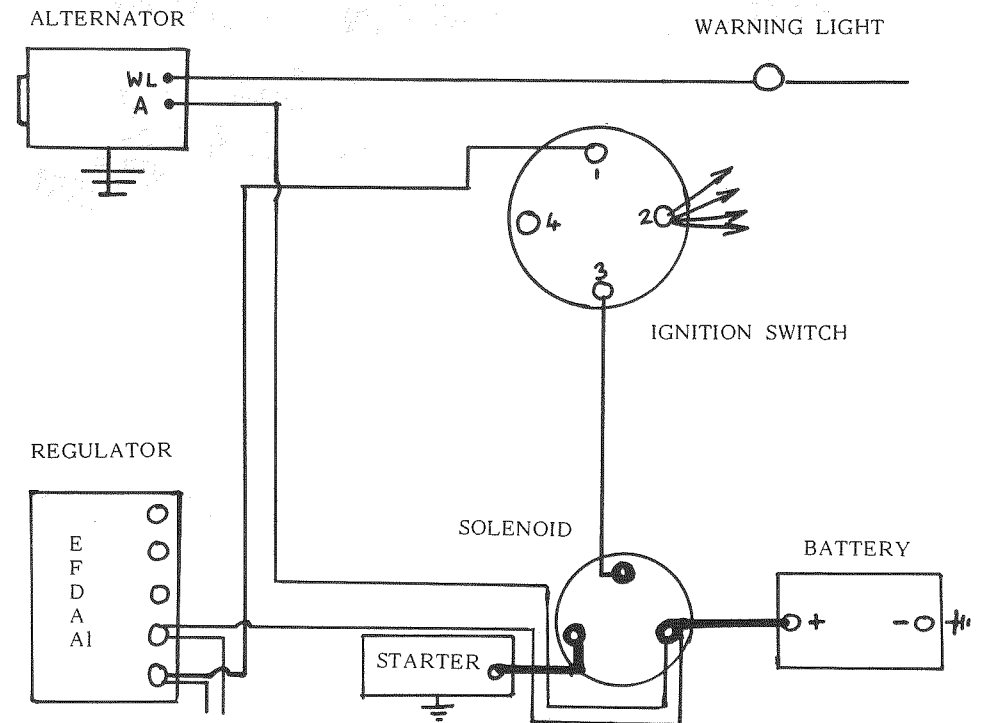 ALTERNATOR
WARNING LIGHT
WL
A
1
2
4
3
IGNITION SWITCH
REGULATOR
SOLENOID
BATTERY
E
F
D
A
A1
STARTER
+
-